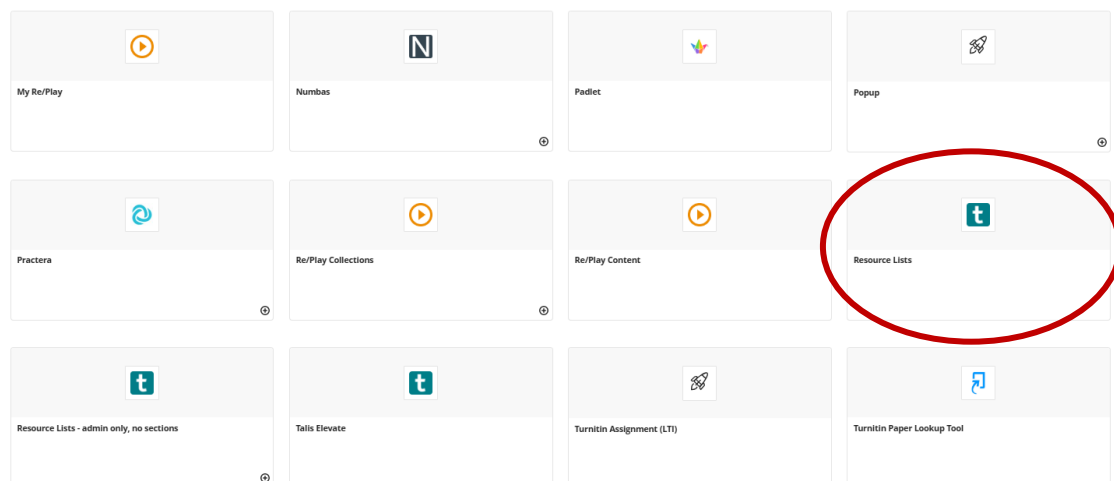 N
My Re/Play
Numbas
Padlet
Popup
t
Practera
Re/Play Collections
Re/Play Content
Resource Lists
t
t
Resource Lists - admin only, no sections
Talis Elevate
Turnitin Assignment (LTI)
Turnitin Paper Lookup Tool